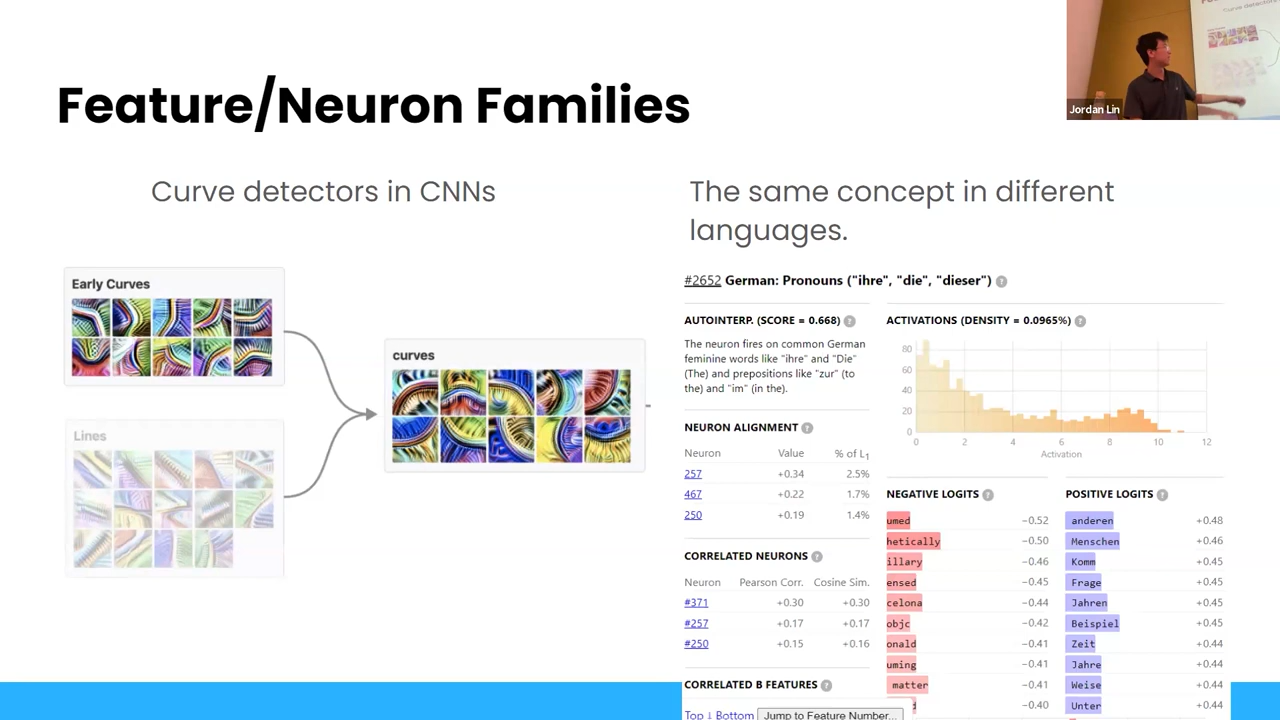 Feature/Neuron Families
Jordan Lin
Curve detectors in CNNs
Early Curves
Lines
curves
The same concept in different
languages.
#2652 German: Pronouns ("ihre", "die", "dieser") ?
AUTOINTERP. (SCORE = 0.668) ?
The neuron fires on common German
feminine words like "ihre" and "Die"
(The) and prepositions like "zur" (to
the) and "im" (in the).
NEURON ALIGNMENT ?
Neuron Value % of L1
257 +0.34 2.5%
467 +0.22 1.7%
250 +0.19 1.4%
CORRELATED NEURONS ?
Neuron Pearson Corr. Cosine Sim.
#371 +0.30 +0.30
#257 +0.17 +0.17
#250 +0.15 +0.16
CORRELATED B FEATURES ?
Top ↓ Bottom Jump to Feature Number...
ACTIVATIONS (DENSITY = 0.0965%) ?
80
60
40
20
0
0 2 4 6 8 10 12
Activation
NEGATIVE LOGITS ?
umed −0.52
hetically −0.50
illary −0.46
ensed −0.45
celona −0.44
objc −0.42
onald −0.41
uming −0.41
matter −0.41
−0.40
POSITIVE LOGITS ?
anderen +0.48
Menschen +0.46
Komm +0.45
Frage +0.45
Jahren +0.45
Beispiel +0.45
Zeit +0.44
Jahre +0.44
Weise +0.44
Unter +0.44